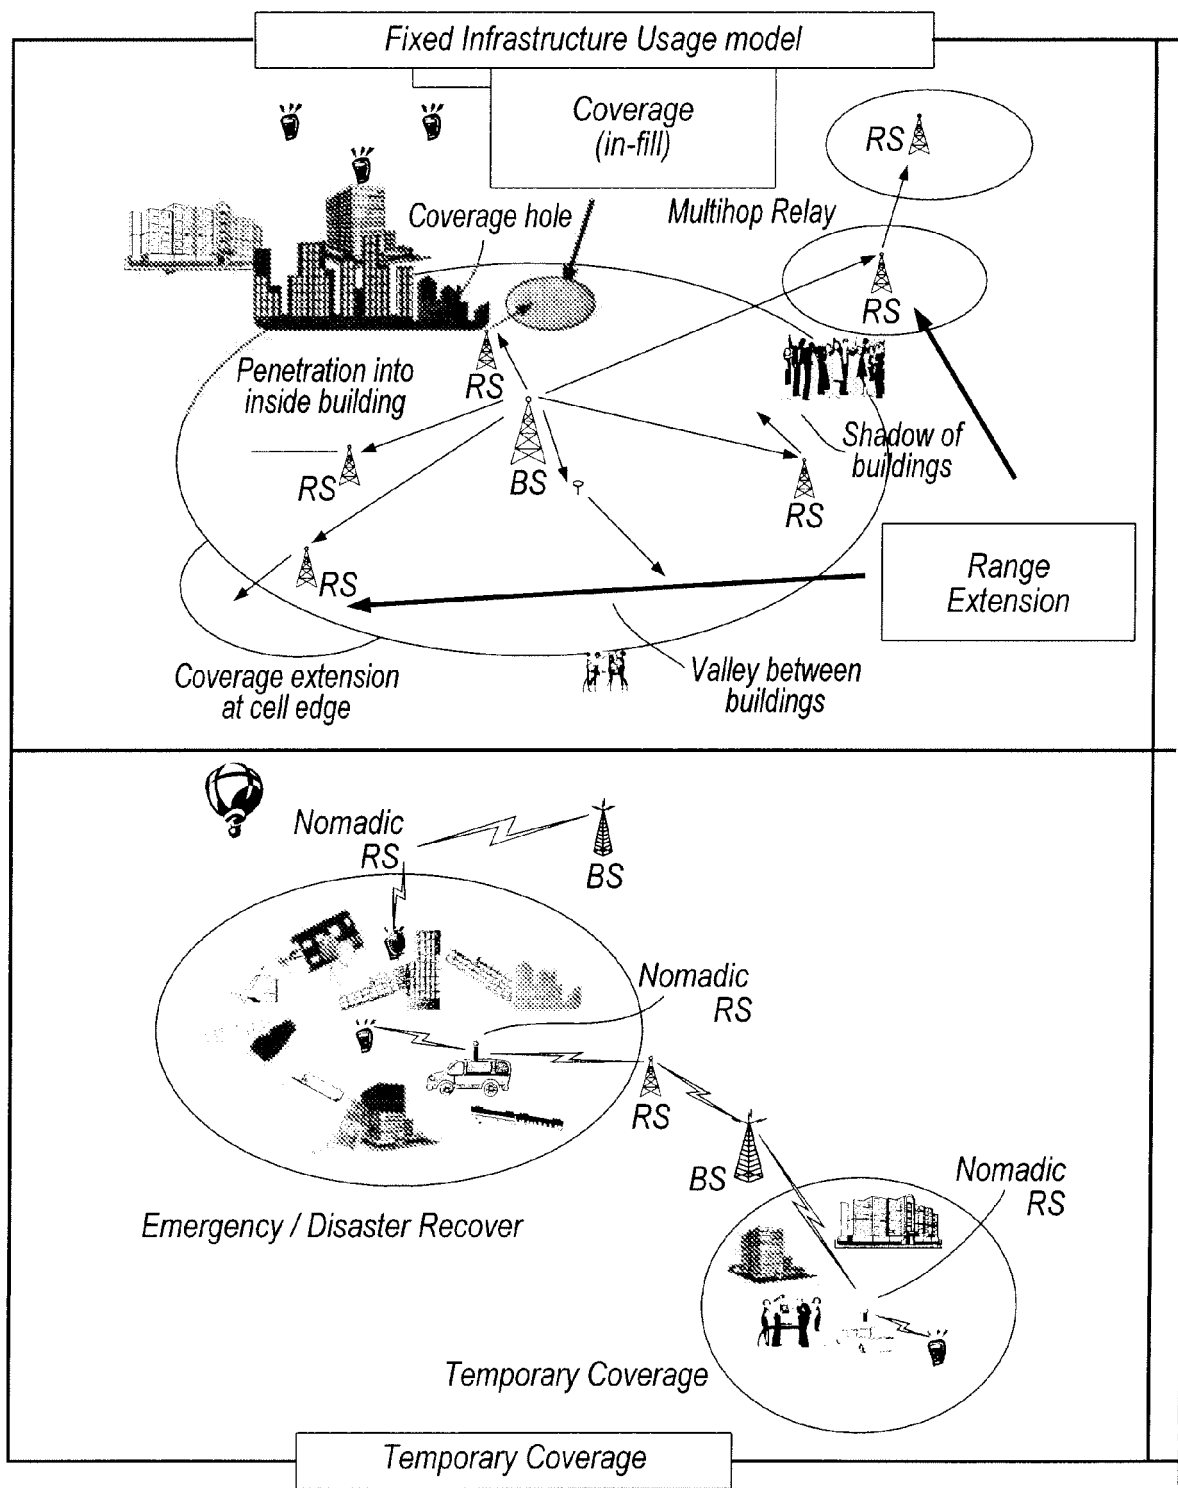 Fixed Infrastructure Usage model
Coverage
(in-fill)
RS
Coverage hole
Multihop Relay
RS
Penetration into
inside building
RS
Shadow of
buildings
BS
RS
RS
RS
Range
Extension
Coverage extension
at cell edge
Valley between
buildings
Nomadic
RS
BS
Nomadic
RS
RS
BS
Nomadic
RS
Emergency / Disaster Recover
Temporary Coverage
Temporary Coverage